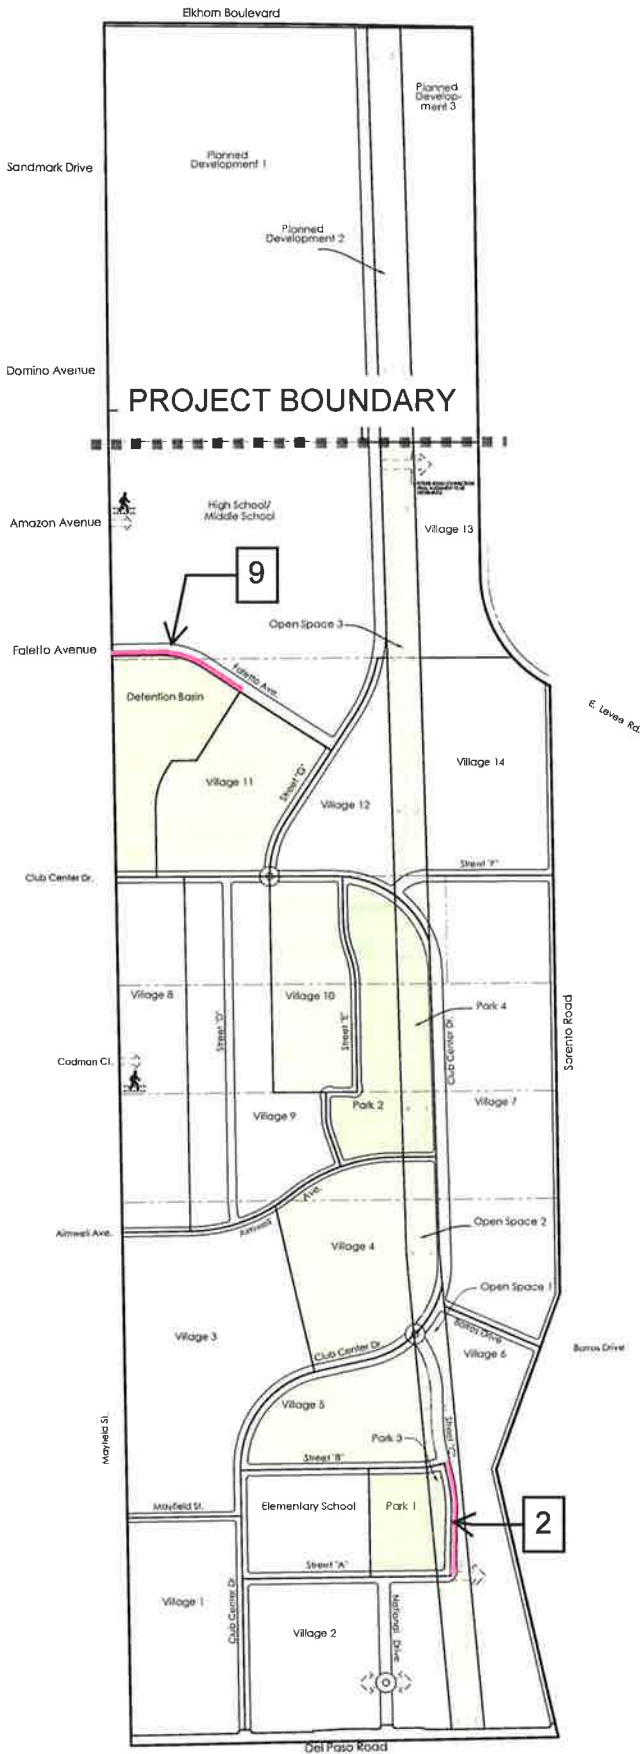 Elkhorn Boulevard
Planned
Develop-
ment 3
Sandmark Drive
Planned
Development 1
Planned
Development 2
Domino Avenue
PROJECT BOUNDARY
High School/
Middle School
Amazon Avenue
Village 13
9
Open Space 3
Faletto Avenue
Faletto Ave.
Detention Basin
E. Levee Rd.
Village 11
Street "G"
Village 12
Village 14
Street "F"
Club Center Dr.
Village 8
Village 10
Park 4
Street "D"
Street "E"
Club Center Dr.
Sorento Road
Cadman Ct.
Village 9
Park 2
Village 7
Aimwell Ave.
Aimwell Ave.
Village 4
Open Space 2
Open Space 1
Village 3
Club Center Dr.
Barros Drive
Village 6
Barros Drive
Village 5
Mayfield St.
Park 3
Street "C"
Street "B"
Mayfield St.
Elementary School
Park 1
2
Street "A"
Village 1
Club Center Dr.
Village 2
National Drive
Del Paso Road